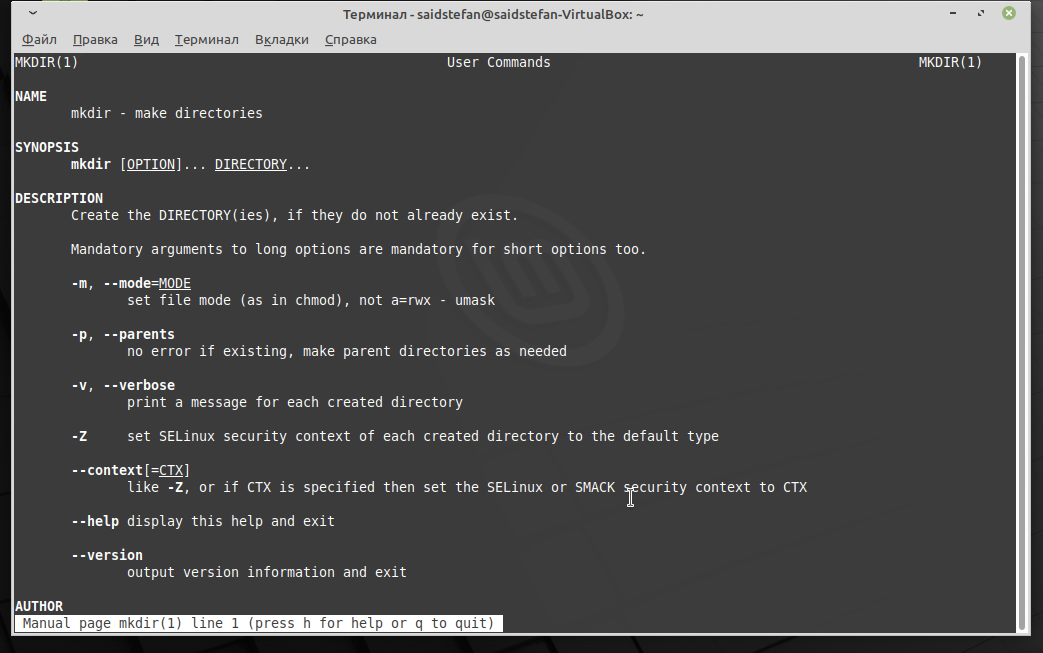 Терминал - saidstefan@saidstefan-VirtualBox: ~
Файл Правка Вид Терминал Вкладки Справка
MKDIR(1) User Commands MKDIR(1)
NAME
mkdir - make directories
SYNOPSIS
mkdir [OPTION]... DIRECTORY...
DESCRIPTION
Create the DIRECTORY(ies), if they do not already exist.
Mandatory arguments to long options are mandatory for short options too.
-m, --mode=MODE
set file mode (as in chmod), not a=rwx - umask
-p, --parents
no error if existing, make parent directories as needed
-v, --verbose
print a message for each created directory
-Z set SELinux security context of each created directory to the default type
--context[=CTX]
like -Z, or if CTX is specified then set the SELinux or SMACK security context to CTX
--help display this help and exit
--version
output version information and exit
AUTHOR
Manual page mkdir(1) line 1 (press h for help or q to quit)